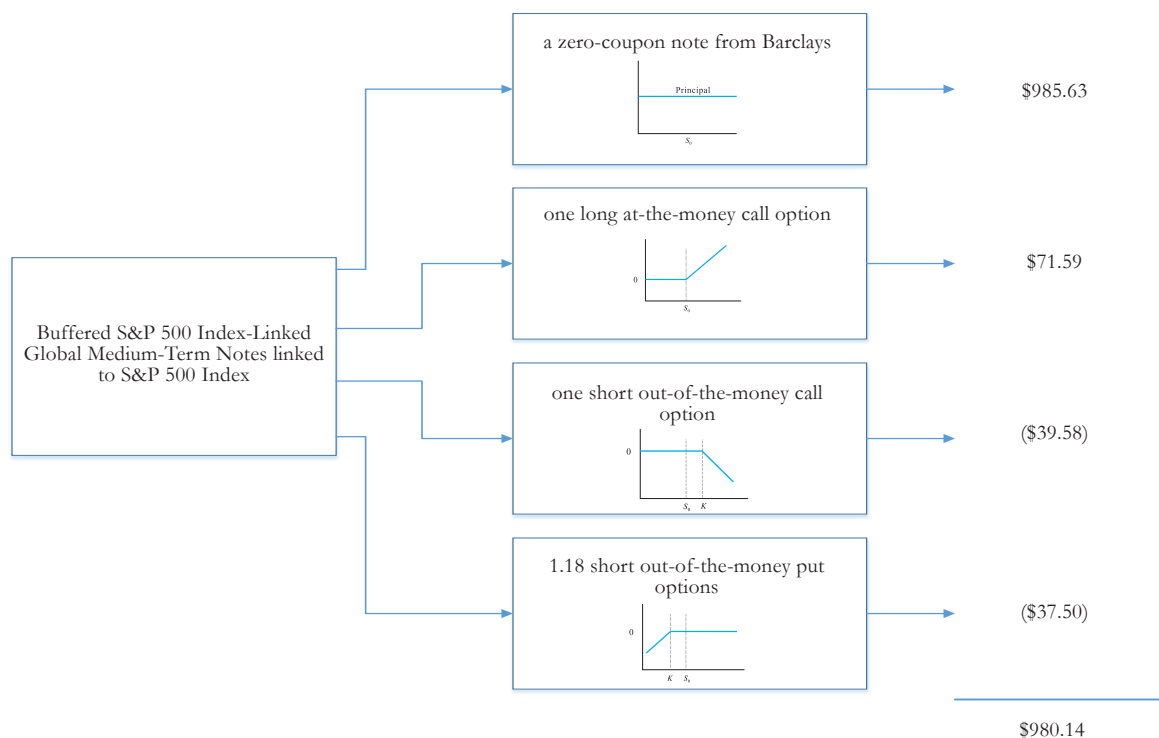 a zero-coupon note from Barclays
Principal
S₀
$985.63
one long at-the-money call option
0
S₀
$71.59
Buffered S&P 500 Index-Linked
Global Medium-Term Notes linked
to S&P 500 Index
one short out-of-the-money call
option
0
S₀ K
($39.58)
1.18 short out-of-the-money put
options
0
K S₀
($37.50)
$980.14